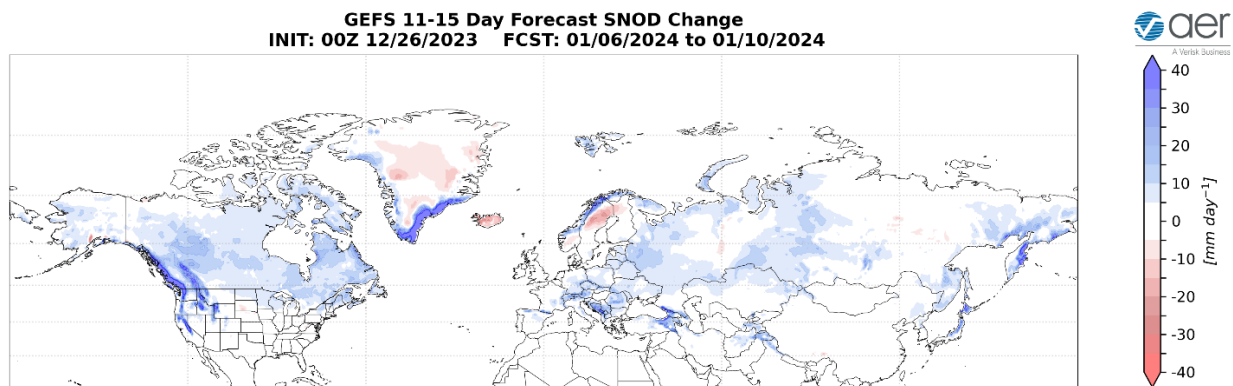 GEFS 11-15 Day Forecast SNOD Change
INIT: 00Z 12/26/2023    FCST: 01/06/2024 to 01/10/2024
aer
A Verisk Business
40
30
20
10
0
-10
-20
-30
-40
[mm day⁻¹]